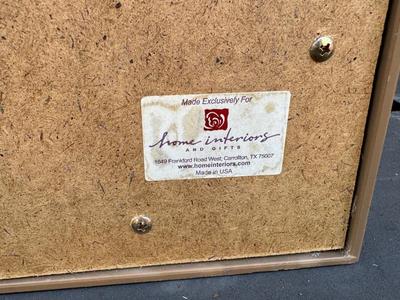 Made Exclusively For
home interiors
AND GIFTS
1649 Frankford Road West, Carrollton, TX 75007
www.homeinteriors.com
Made in USA